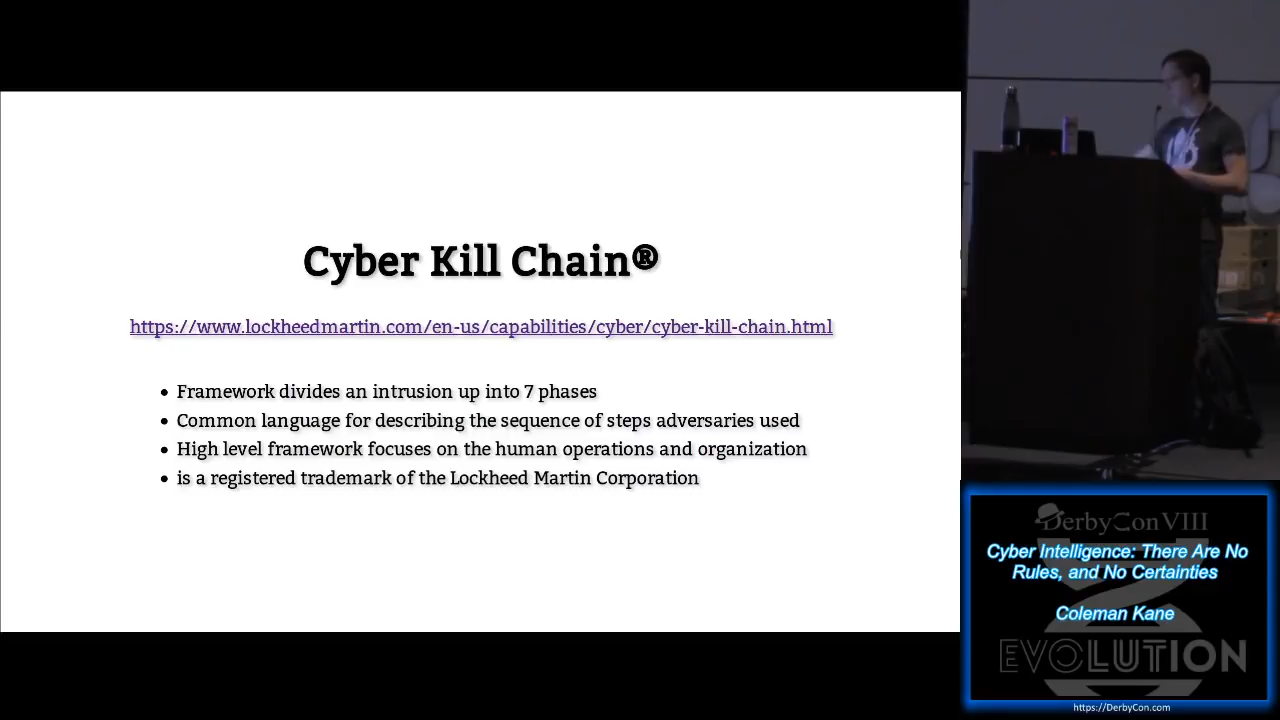 Cyber Kill Chain®
https://www.lockheedmartin.com/en-us/capabilities/cyber/cyber-kill-chain.html
• Framework divides an intrusion up into 7 phases
• Common language for describing the sequence of steps adversaries used
• High level framework focuses on the human operations and organization
• is a registered trademark of the Lockheed Martin Corporation
DerbyCon VIII
Cyber Intelligence: There Are No
Rules, and No Certainties
Coleman Kane
EVOLUTION
https://DerbyCon.com